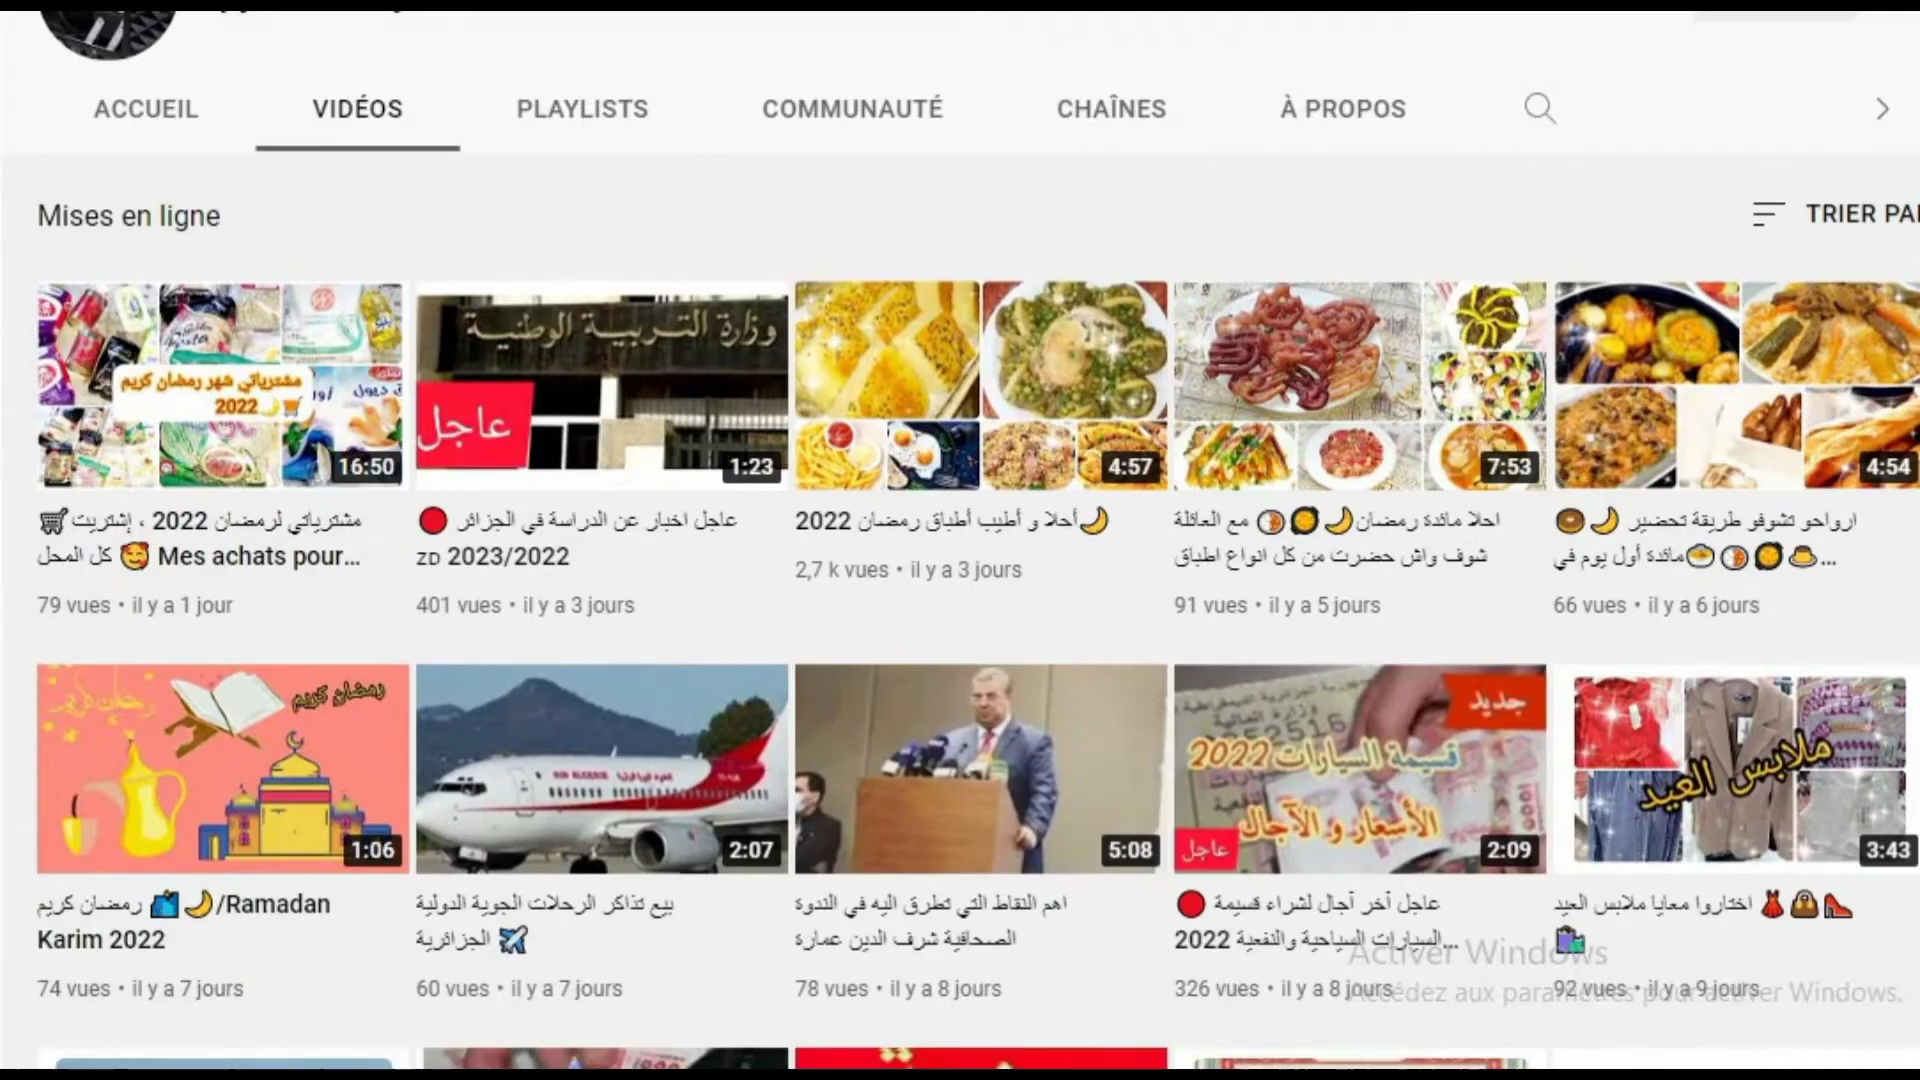 ACCUEIL VIDÉOS PLAYLISTS COMMUNAUTÉ CHAÎNES À PROPOS
Mises en ligne
TRIER PAR
مشترياتي شهر رمضان كريم
2022
16:50
وزارة التربية الوطنية
عاجل
1:23
4:57
7:53
4:54
مشترياتي لرمضان 2022 ، إشتريت 🛒
كل المحل 🥰 Mes achats pour...
79 vues • il y a 1 jour
🔴 عاجل اخبار عن الدراسة في الجزائر
ZD 2023/2022
401 vues • il y a 3 jours
🌙أحلا و أطيب أطباق رمضان 2022
2,7 k vues • il y a 3 jours
احلا مائدة رمضان🌙🥘🍛 مع العائلة
شوف واش حضرت من كل انواع اطباق
91 vues • il y a 5 jours
ارواحو تشوفو طريقة تحضير 🌙🍩
مائدة أول يوم في🍲🍛🥘🍮...
66 vues • il y a 6 jours
رمضان كريم
رمضان كريم
1:06
AIR ALGERIE
2:07
5:08
جديد
وزارة المالية
قسيمة السيارات 2022
الأسعار و الآجال
عاجل
2:09
ملابس العيد
3:43
رمضان كريم 🕌🌙/Ramadan
Karim 2022
74 vues • il y a 7 jours
بيع تذاكر الرحلات الجوية الدولية
الجزائرية ✈️
60 vues • il y a 7 jours
اهم النقاط التي تطرق اليه في الندوة
الصحافية شرف الدين عمارة
78 vues • il y a 8 jours
🔴 عاجل آخر آجال لشراء قسيمة
السيارات السياحية والنفعية 2022...
326 vues • il y a 8 jours
اختاروا معايا ملابس العيد 👗👜👠
🛍️
92 vues • il y a 9 jours
Activer Windows
Accédez aux paramètres pour activer Windows.